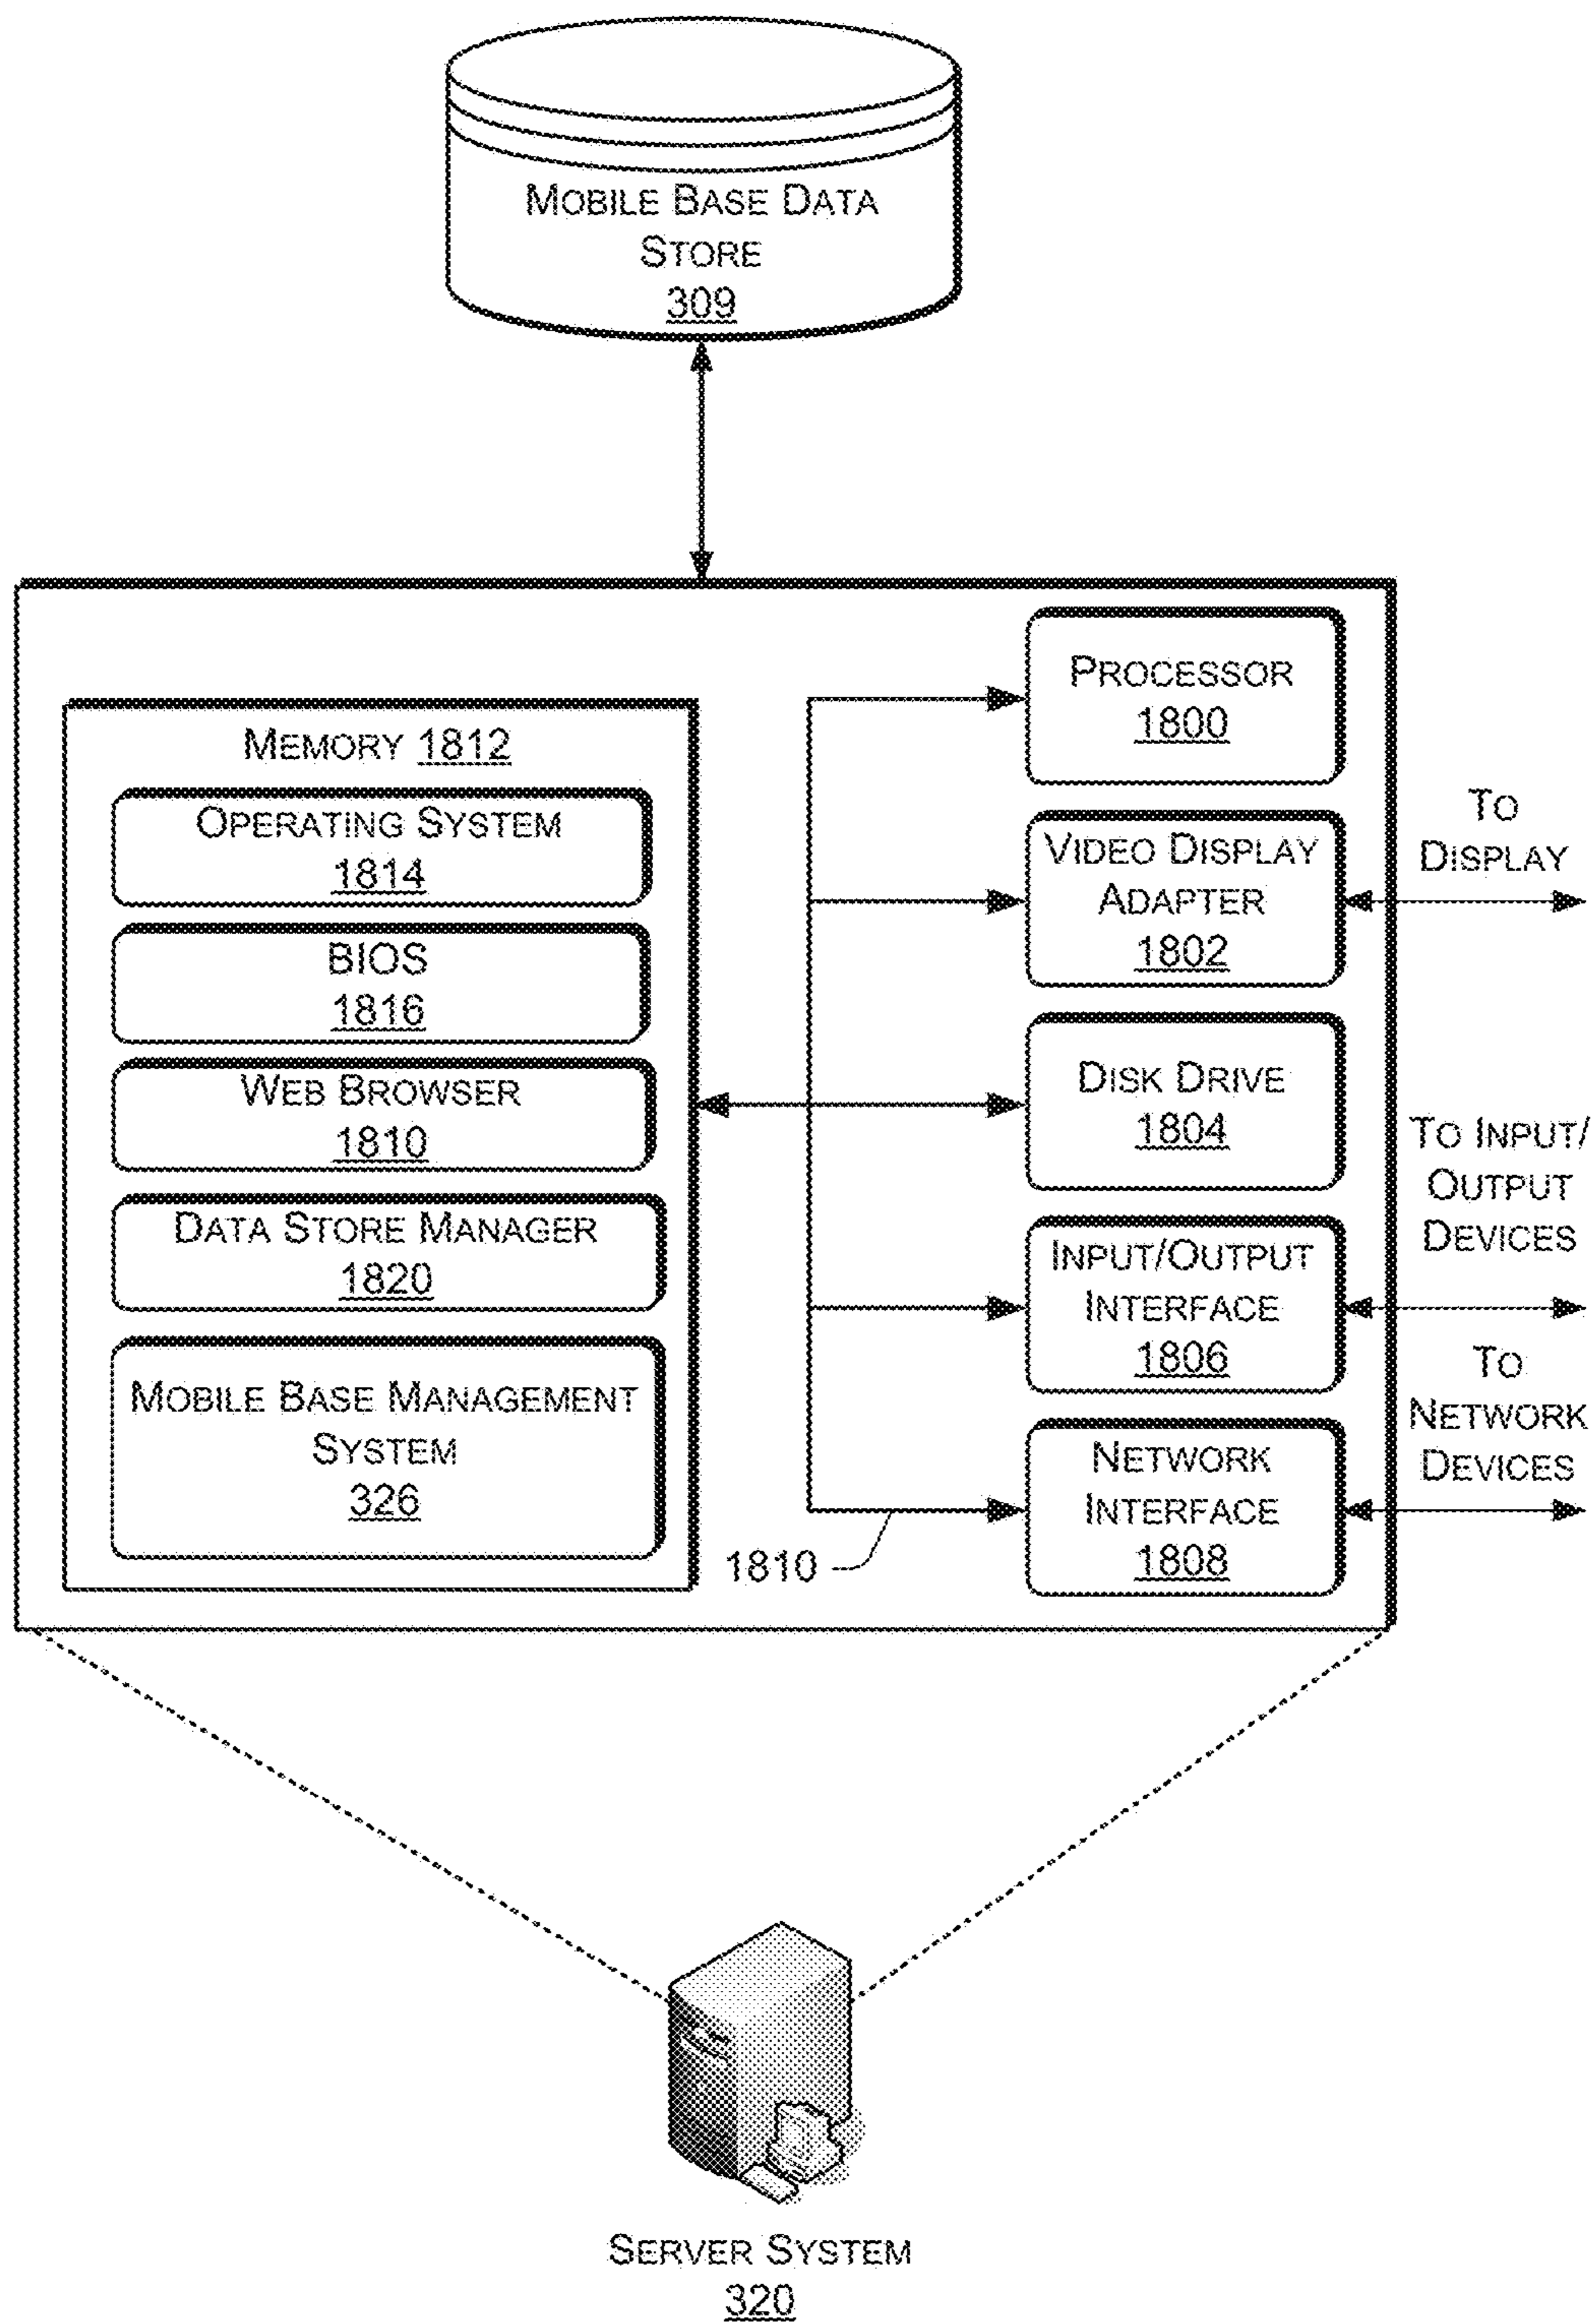 MOBILE BASE DATA
STORE
309
MEMORY 1812
OPERATING SYSTEM
1814
BIOS
1816
WEB BROWSER
1810
DATA STORE MANAGER
1820
MOBILE BASE MANAGEMENT
SYSTEM
326
PROCESSOR
1800
VIDEO DISPLAY
ADAPTER
1802
DISK DRIVE
1804
INPUT/OUTPUT
INTERFACE
1806
NETWORK
INTERFACE
1808
1810
TO
DISPLAY
TO INPUT/
OUTPUT
DEVICES
TO
NETWORK
DEVICES
SERVER SYSTEM
320